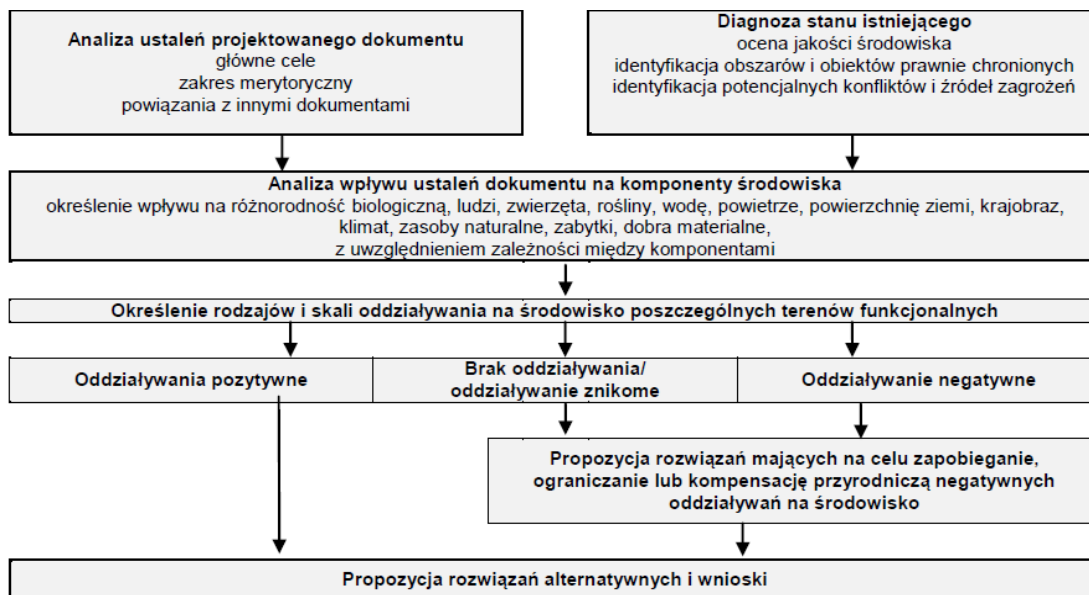 Analiza ustaleń projektowanego dokumentu
główne cele
zakres merytoryczny
powiązania z innymi dokumentami
Diagnoza stanu istniejącego
ocena jakości środowiska
identyfikacja obszarów i obiektów prawnie chronionych
identyfikacja potencjalnych konfliktów i źródeł zagrożeń
Analiza wpływu ustaleń dokumentu na komponenty środowiska
określenie wpływu na różnorodność biologiczną, ludzi, zwierzęta, rośliny, wodę, powietrze, powierzchnię ziemi, krajobraz,
klimat, zasoby naturalne, zabytki, dobra materialne,
z uwzględnieniem zależności między komponentami
Określenie rodzajów i skali oddziaływania na środowisko poszczególnych terenów funkcjonalnych
Oddziaływania pozytywne
Brak oddziaływania/
oddziaływanie znikome
Oddziaływanie negatywne
Propozycja rozwiązań mających na celu zapobieganie,
ograniczanie lub kompensację przyrodniczą negatywnych
oddziaływań na środowisko
Propozycja rozwiązań alternatywnych i wnioski